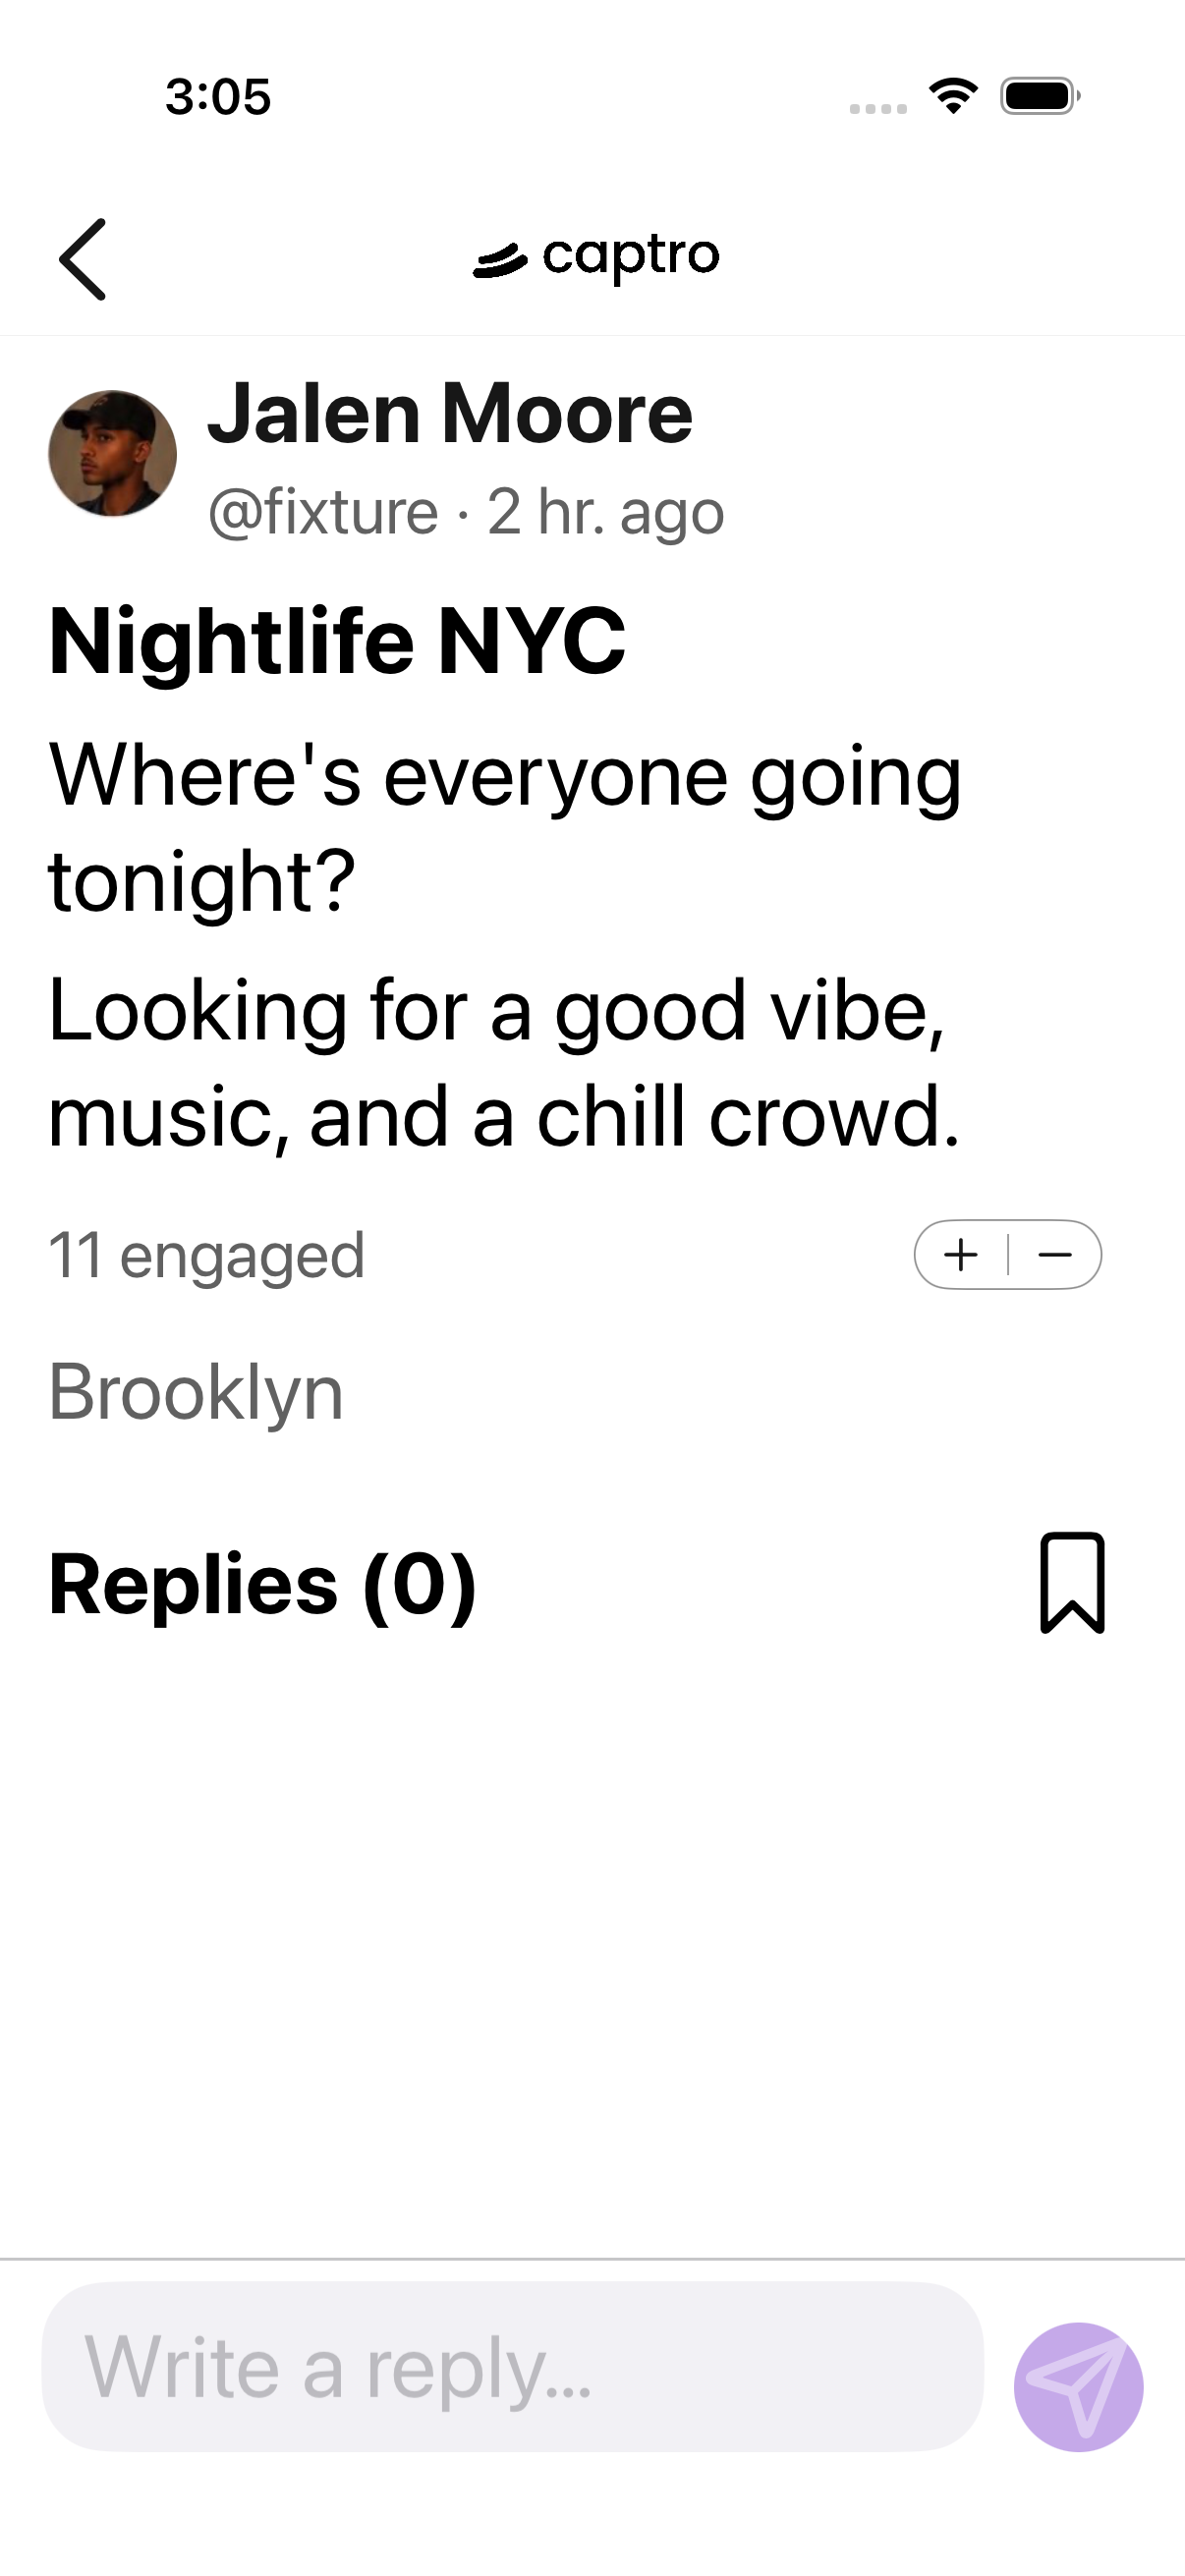 3:05
captro
Jalen Moore
@fixture · 2 hr. ago
Nightlife NYC
Where's everyone going
tonight?
Looking for a good vibe,
music, and a chill crowd.
11 engaged
+ | −
Brooklyn
Replies (0)
Write a reply...